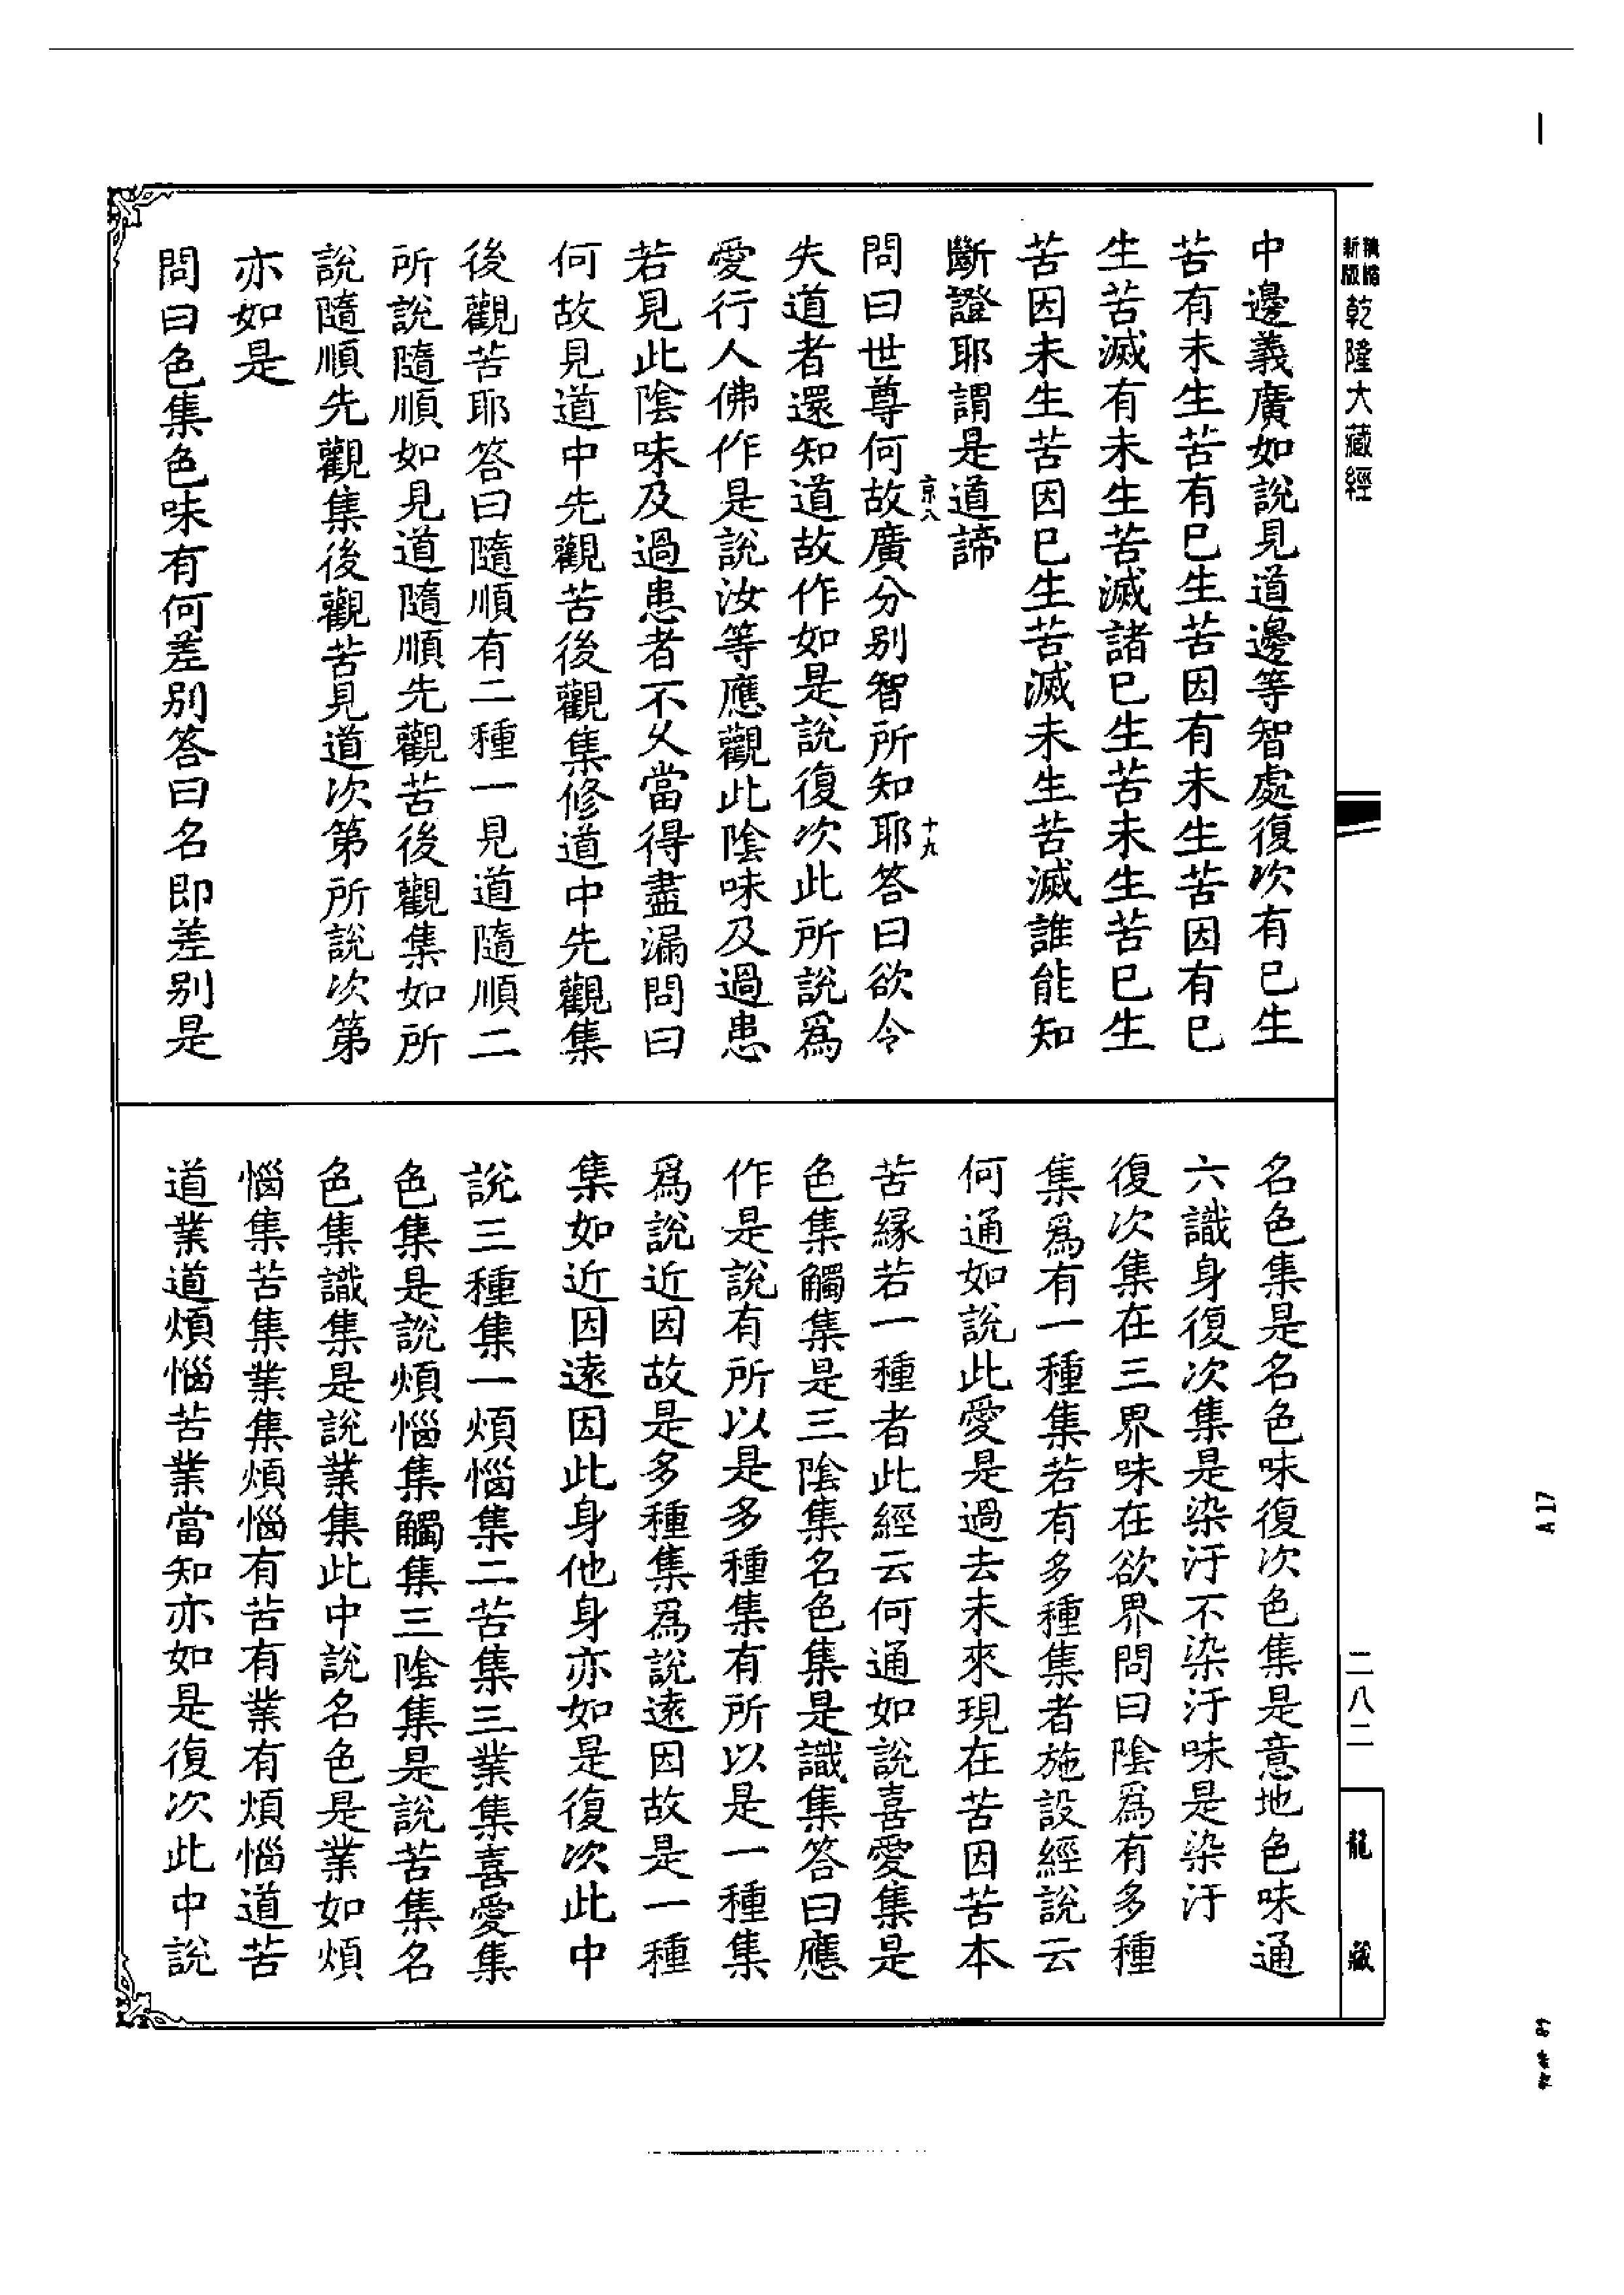 新版
乾隆大藏經
中邊義廣如說見道邊等智處復次有已生
苦有未生苦有已生苦因有未生苦因有已
生苦滅有未生苦滅諸已生苦未生苦已生
苦因未生苦因已生苦滅未生苦滅誰能知
斷證耶謂是道諦
京八
十九
問曰世尊何故廣分別智所知耶答曰欲令
失道者還知道故作如是說復次此所說為
愛行人佛作是說汝等應觀此陰味及過患
若見此陰味及過患者不久當得盡漏問曰
何故見道中先觀苦後觀集修道中先觀集
後觀苦耶答曰隨順有二種一見道隨順二
所說隨順如見道隨順先觀苦後觀集如所
說隨順先觀集後觀苦見道次第所說次第
亦如是
問曰色集色味有何差別答曰名即差別是
名色集是名色味復次色集是意地色味通
六識身復次集是染汙不染汙味是染汙
復次集在三界味在欲界問曰陰為有多種
集為有一種集若有多種集者施設經說云
何通如說此愛是過去未來現在苦因苦本
苦緣若一種者此經云何通如說喜愛集是
色集觸集是三陰集名色集是識集答曰應
作是說有所以是多種集有所以是一種集
為說近因故是多種集為說遠因故是一種
集如近因遠因此身他身亦如是復次此中
說三種集一煩惱集二苦集三業集喜愛集
色集是說煩惱集觸集三陰集是說苦集名
色集識集是說業集此中說名色是業如煩
惱集苦集業集煩惱有苦有業有煩惱道苦
道業道煩惱苦業當知亦如是復次此中說
二八二
龍藏
A17